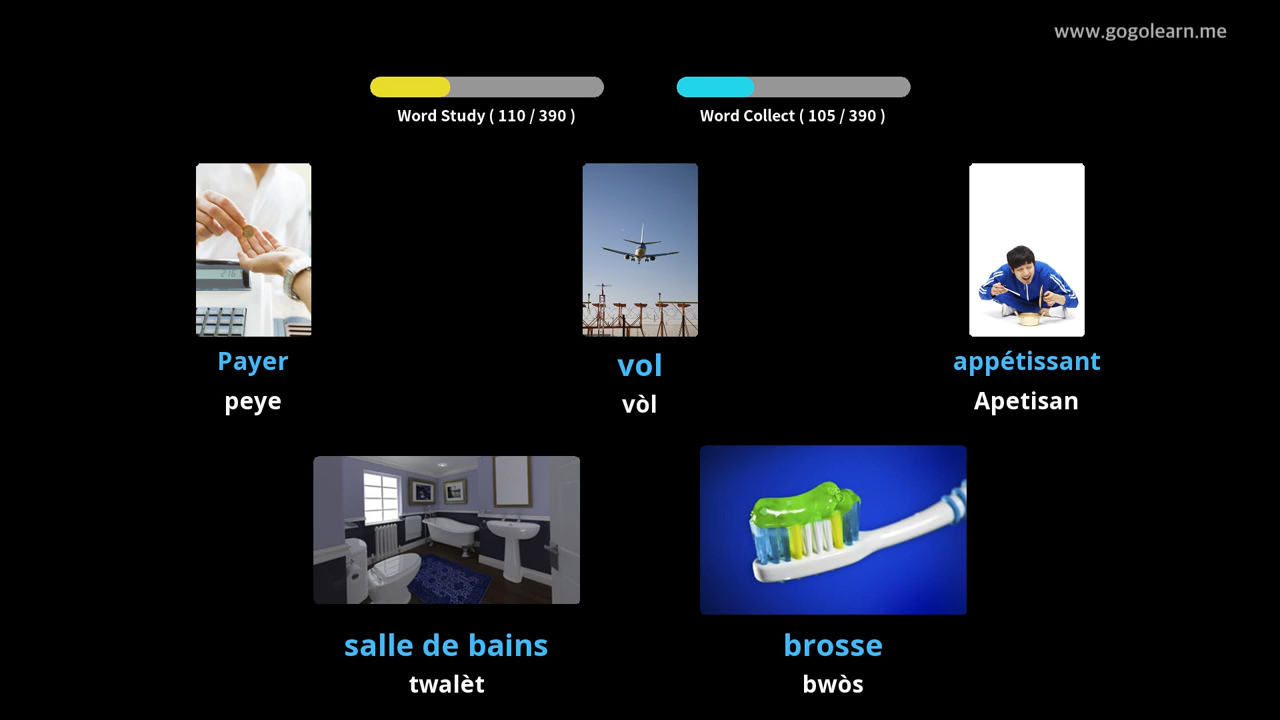 www.gogolearn.me
Word Study ( 110 / 390 )
Word Collect ( 105 / 390 )
Payer
peye
vol
vòl
appétissant
Apetisan
salle de bains
twalèt
brosse
bwòs